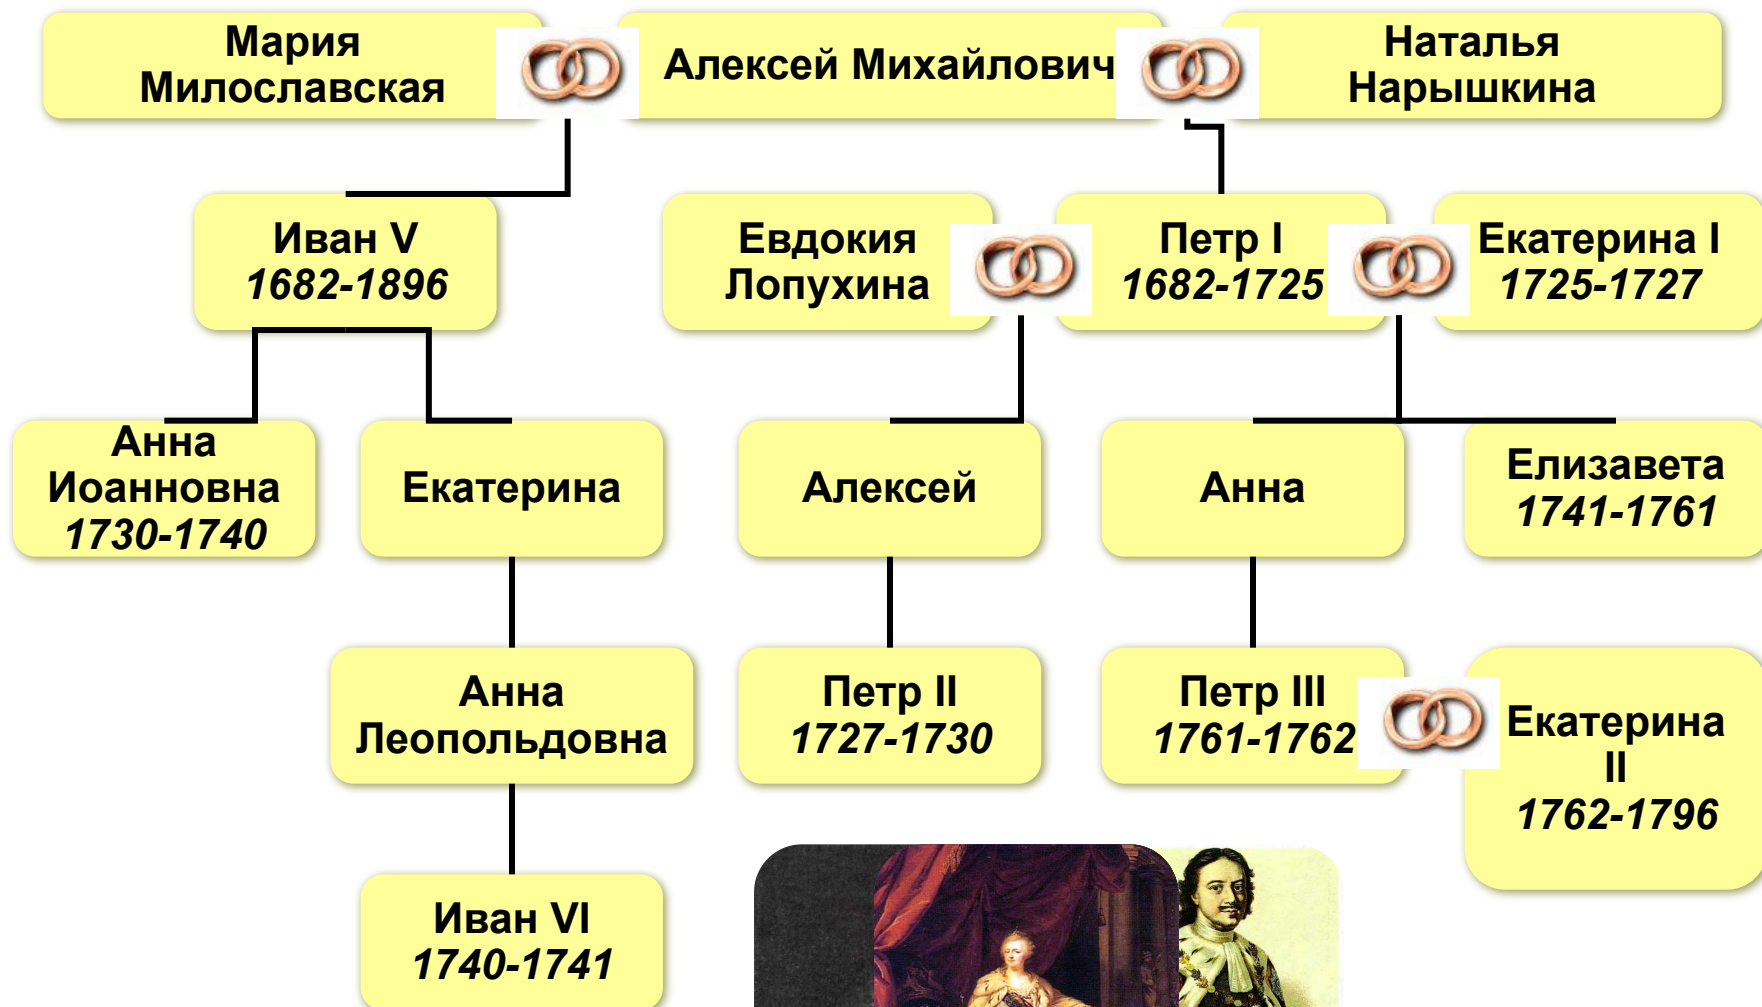 Мария
Милославская
Алексей Михайлович
Наталья
Нарышкина
Иван V
1682-1896
Евдокия
Лопухина
Петр I
1682-1725
Екатерина I
1725-1727
Анна
Иоанновна
1730-1740
Екатерина
Алексей
Анна
Елизавета
1741-1761
Анна
Леопольдовна
Петр II
1727-1730
Петр III
1761-1762
Екатерина
II
1762-1796
Иван VI
1740-1741